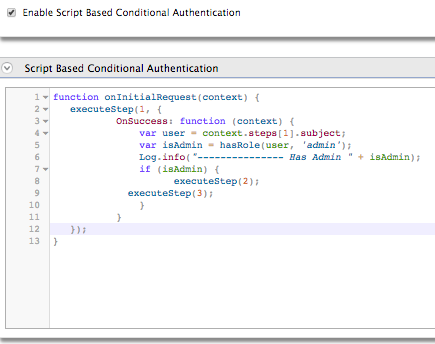 Enable Script Based Conditional Authentication
Script Based Conditional Authentication
1 function onInitialRequest(context) {
2 executeStep(1, {
3 OnSuccess: function (context) {
4 var user = context.steps[1].subject;
5 var isAdmin = hasRole(user, 'admin');
6 Log.info("--------------- Has Admin " + isAdmin);
7 if (isAdmin) {
8 executeStep(2);
9 executeStep(3);
10 }
11 }
12 });
13 }